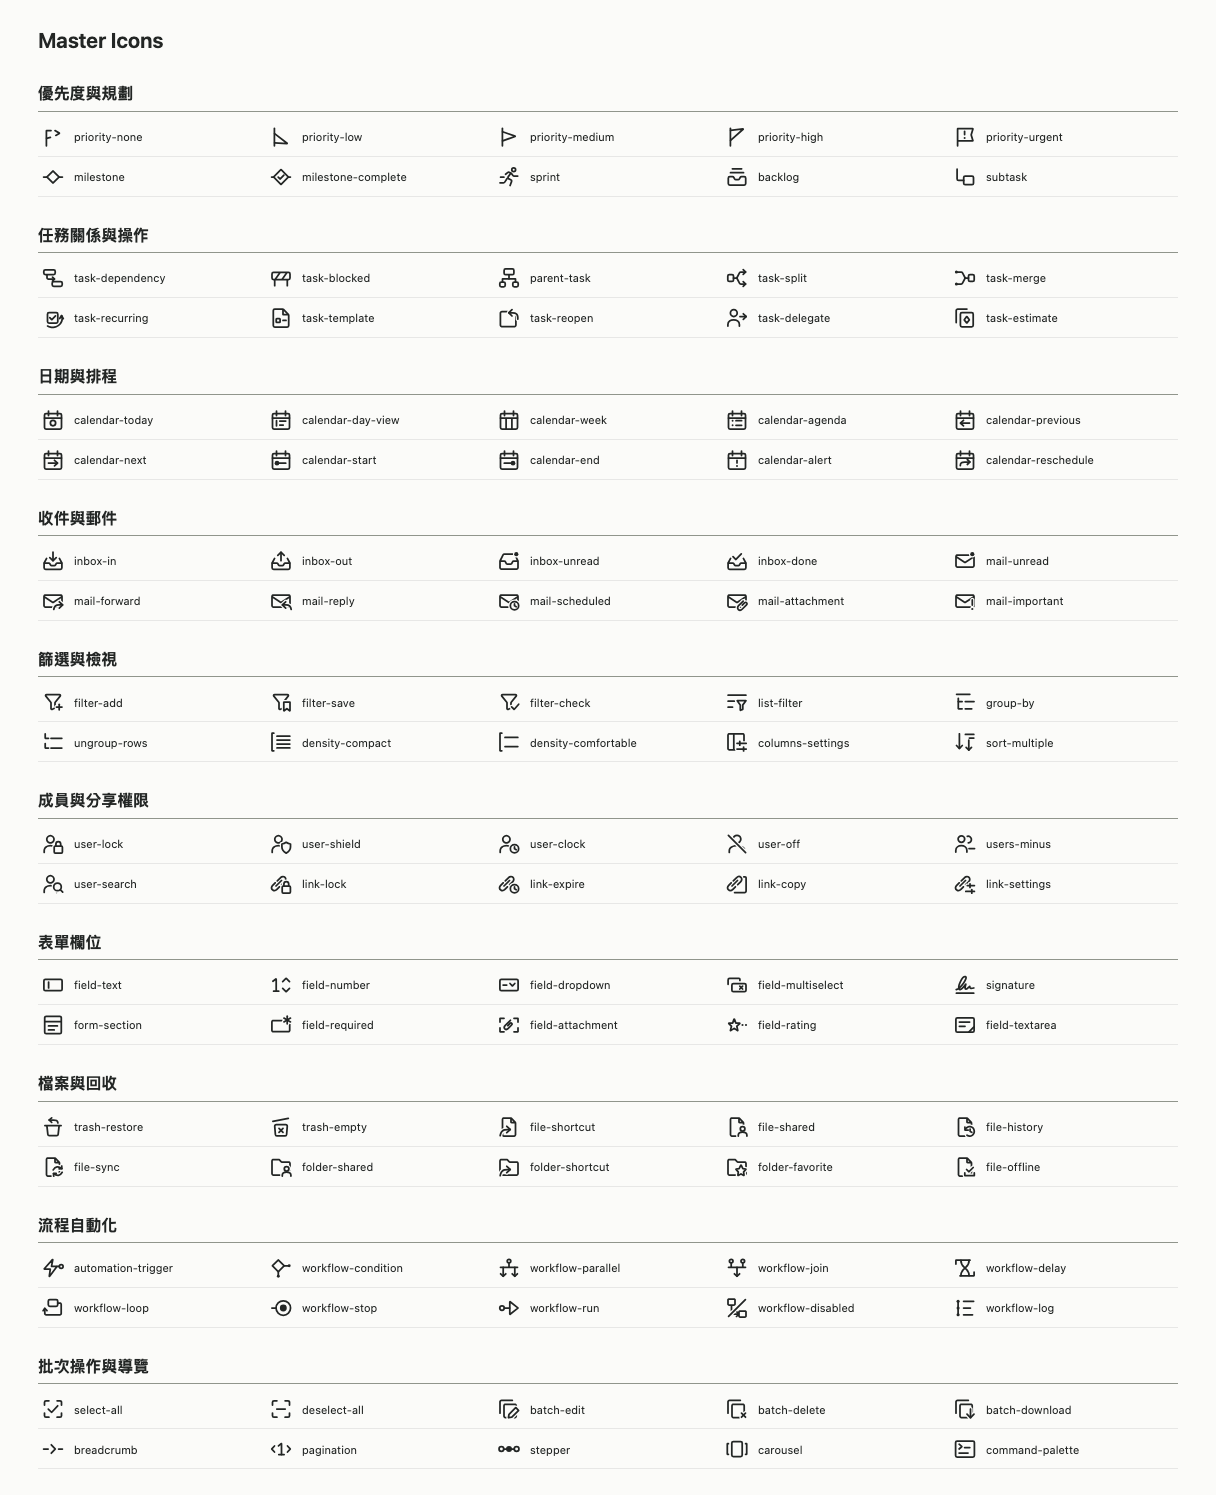 Master Icons
優先度與規劃
priority-none priority-low priority-medium priority-high priority-urgent
milestone milestone-complete sprint backlog subtask
任務關係與操作
task-dependency task-blocked parent-task task-split task-merge
task-recurring task-template task-reopen task-delegate task-estimate
日期與排程
calendar-today calendar-day-view calendar-week calendar-agenda calendar-previous
calendar-next calendar-start calendar-end calendar-alert calendar-reschedule
收件與郵件
inbox-in inbox-out inbox-unread inbox-done mail-unread
mail-forward mail-reply mail-scheduled mail-attachment mail-important
篩選與檢視
filter-add filter-save filter-check list-filter group-by
ungroup-rows density-compact density-comfortable columns-settings sort-multiple
成員與分享權限
user-lock user-shield user-clock user-off users-minus
user-search link-lock link-expire link-copy link-settings
表單欄位
field-text field-number field-dropdown field-multiselect signature
form-section field-required field-attachment field-rating field-textarea
檔案與回收
trash-restore trash-empty file-shortcut file-shared file-history
file-sync folder-shared folder-shortcut folder-favorite file-offline
流程自動化
automation-trigger workflow-condition workflow-parallel workflow-join workflow-delay
workflow-loop workflow-stop workflow-run workflow-disabled workflow-log
批次操作與導覽
select-all deselect-all batch-edit batch-delete batch-download
breadcrumb pagination stepper carousel command-palette